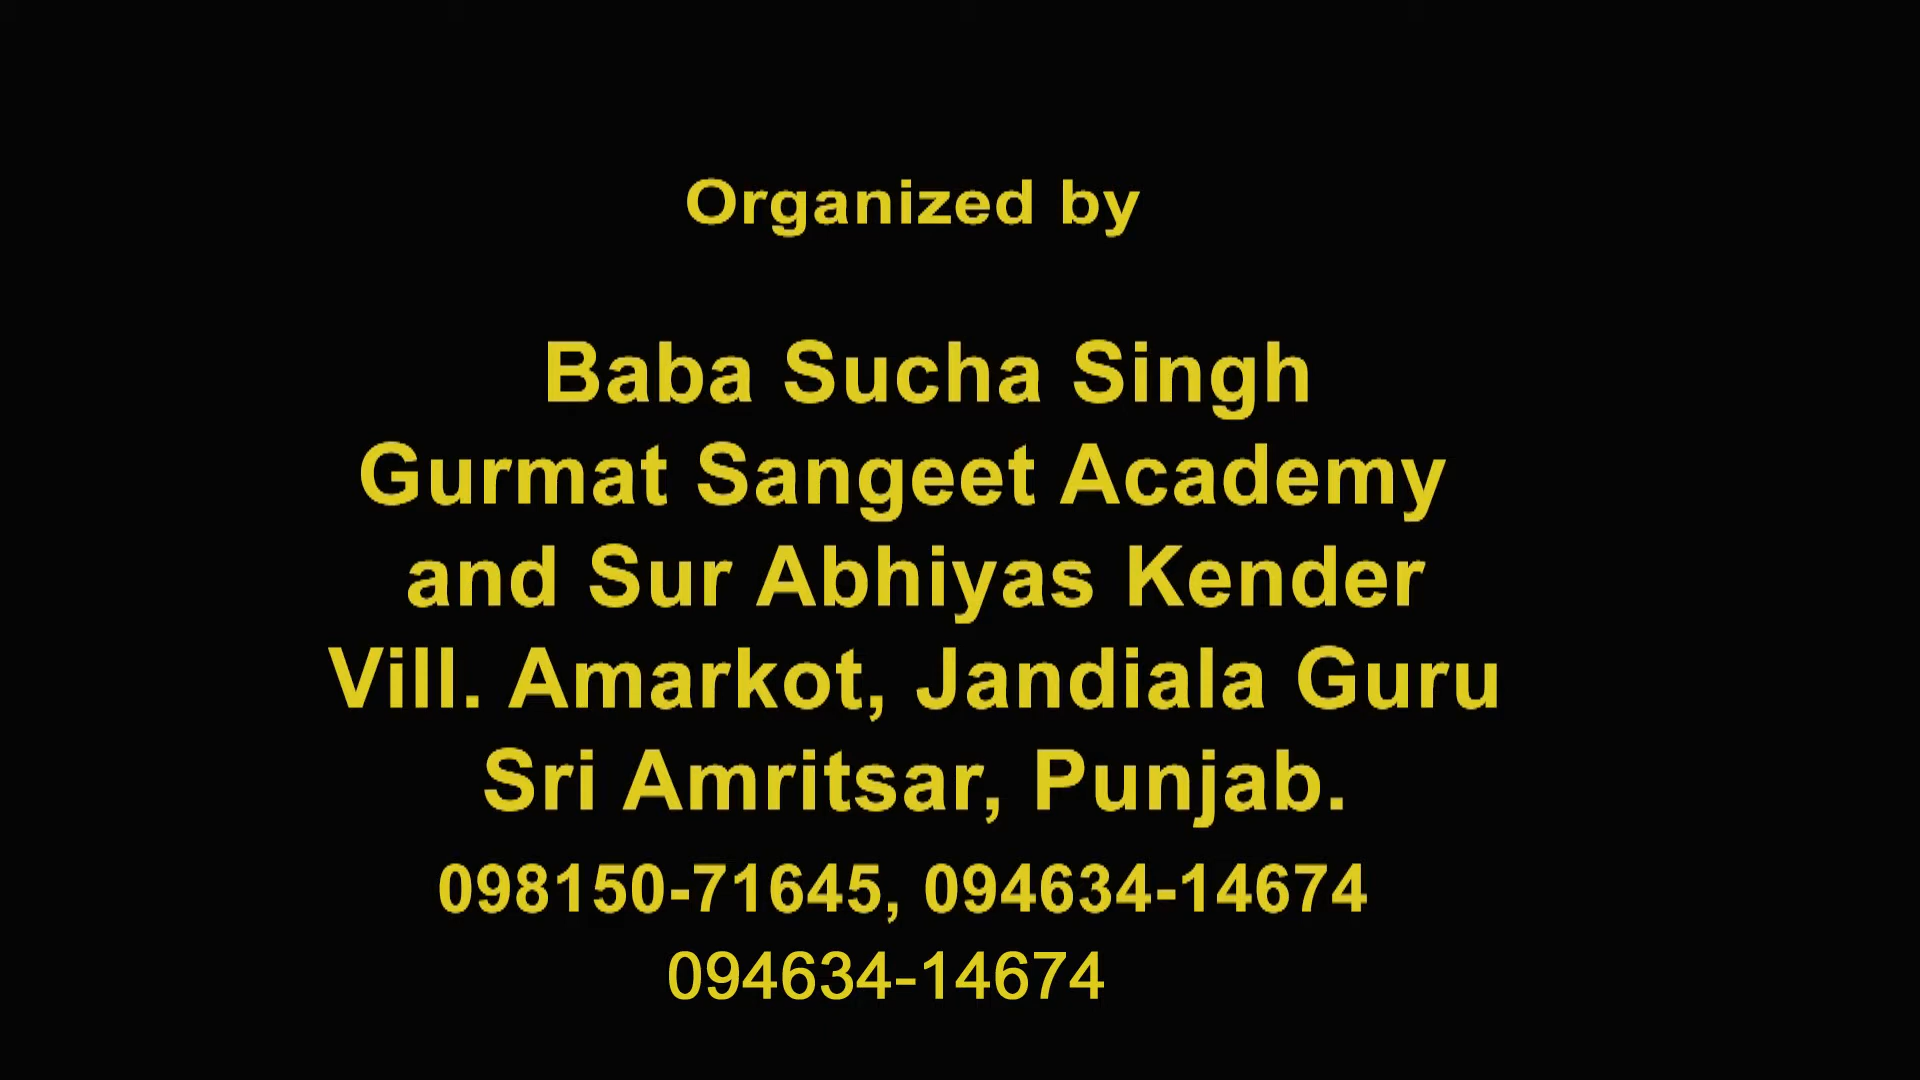 Organized by
Baba Sucha Singh
Gurmat Sangeet Academy
and Sur Abhiyas Kender
Vill. Amarkot, Jandiala Guru
Sri Amritsar, Punjab.
098150-71645, 094634-14674
094634-14674